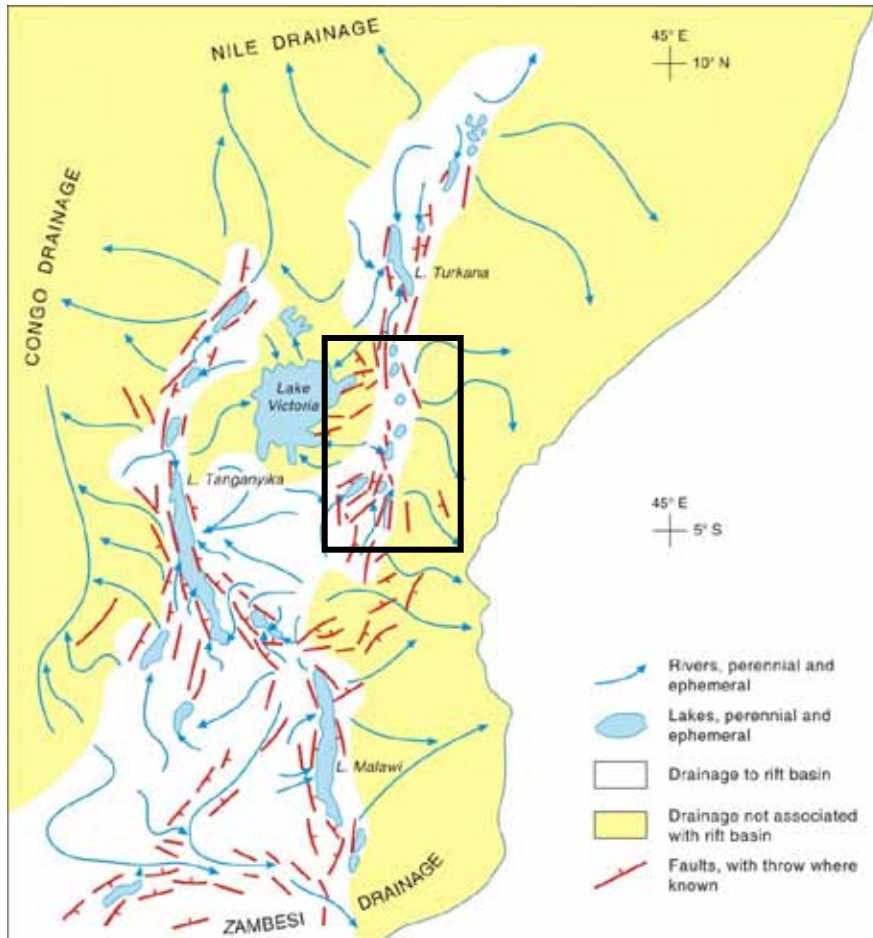 NILE DRAINAGE
45° E
10° N
CONGO DRAINAGE
L. Turkana
Lake
Victoria
L. Tanganyika
45° E
5° S
L. Malawi
ZAMBESI DRAINAGE
Rivers, perennial and
ephemeral
Lakes, perennial and
ephemeral
Drainage to rift basin
Drainage not associated
with rift basin
Faults, with throw where
known